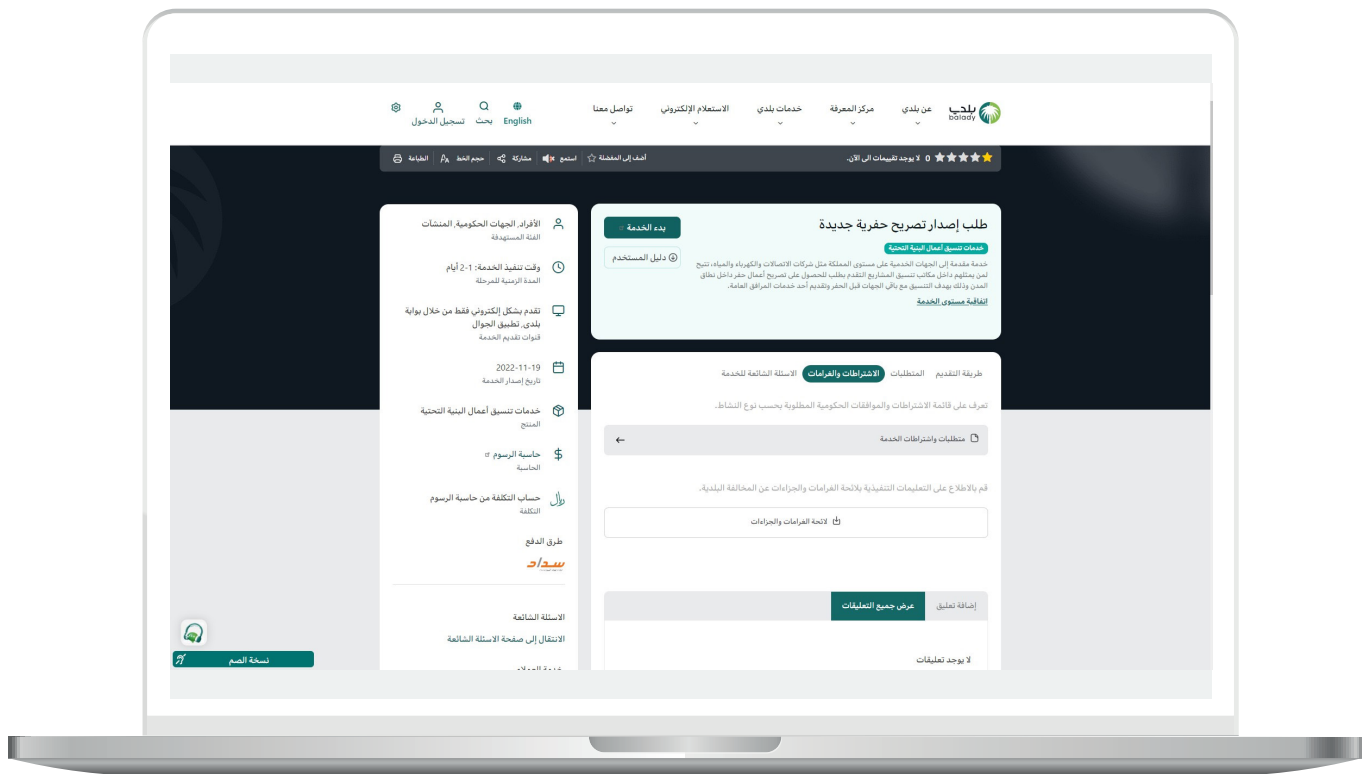 بلدي
balady
عن بلدي
مركز المعرفة
خدمات بلدي
الاستعلام الإلكتروني
تواصل معنا
English
بحث
تسجيل الدخول
0 لا يوجد تقييمات الى الآن.
أضف إلى المفضلة
استمع
مشاركة
حجم الخط
الطباعة
طلب إصدار تصريح حفرية جديدة
بدء الخدمة
دليل المستخدم
خدمات تنسيق أعمال البنية التحتية
خدمة مقدمة إلى الجهات الخدمية على مستوى المملكة مثل شركات الاتصالات والكهرباء والمياه، تتيح
لمن يمثلهم داخل مكاتب تنسيق المشاريع التقدم بطلب للحصول على تصريح أعمال حفر داخل نطاق
المدن وذلك بهدف التنسيق مع باقي الجهات قبل الحفر وتقديم أحد خدمات المرافق العامة.
اتفاقية مستوى الخدمة
طريقة التقديم
المتطلبات
الاشتراطات والغرامات
الاسئلة الشائعة للخدمة
تعرف على قائمة الاشتراطات والموافقات الحكومية المطلوبة بحسب نوع النشاط.
متطلبات واشتراطات الخدمة
قم بالاطلاع على التعليمات التنفيذية بلائحة الغرامات والجزاءات عن المخالفة البلدية.
لائحة الغرامات والجزاءات
إضافة تعليق
عرض جميع التعليقات
لا يوجد تعليقات
الأفراد, الجهات الحكومية, المنشآت
الفئة المستهدفة
وقت تنفيذ الخدمة: 1-2 أيام
المدة الزمنية للمرحلة
تقدم بشكل إلكتروني فقط من خلال بوابة
بلدي, تطبيق الجوال
قنوات تقديم الخدمة
2022-11-19
تاريخ إصدار الخدمة
خدمات تنسيق أعمال البنية التحتية
المنتج
حاسبة الرسوم
الحاسبة
حساب التكلفة من حاسبة الرسوم
التكلفة
طرق الدفع
سداد
الاسئلة الشائعة
الانتقال إلى صفحة الاسئلة الشائعة
نسخة الصم